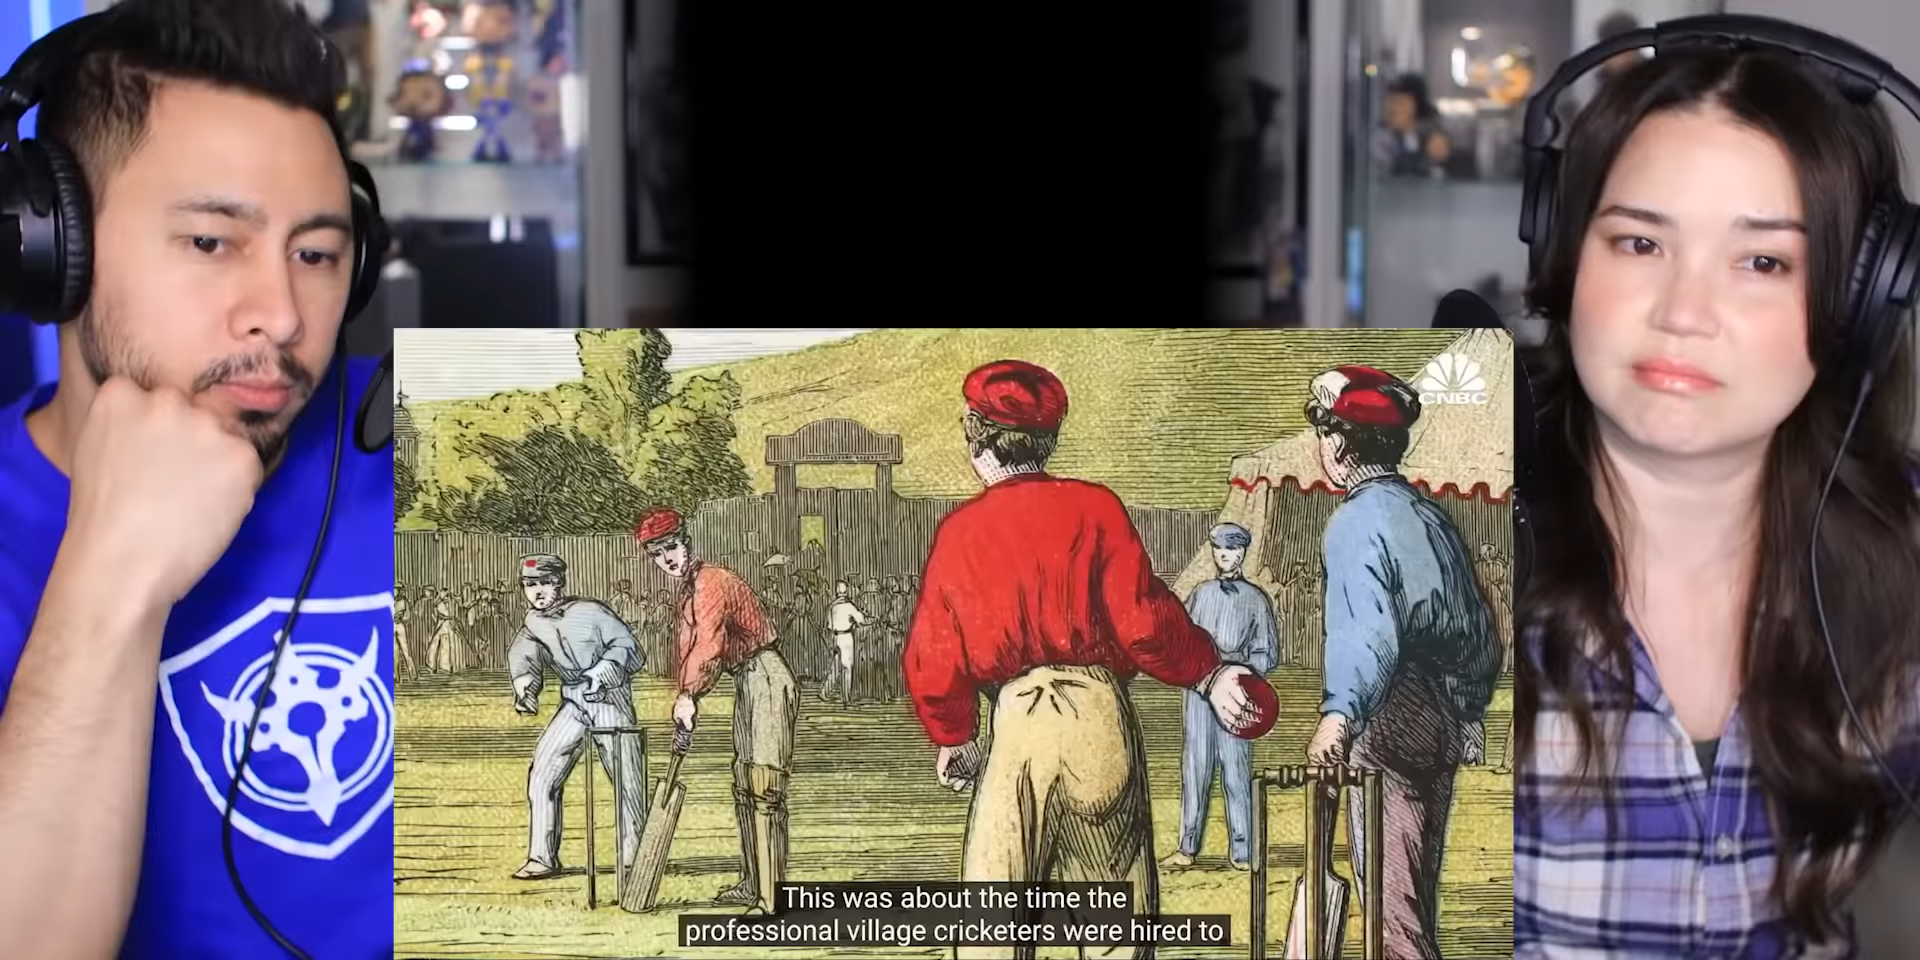 CNBC
This was about the time the
professional village cricketers were hired to